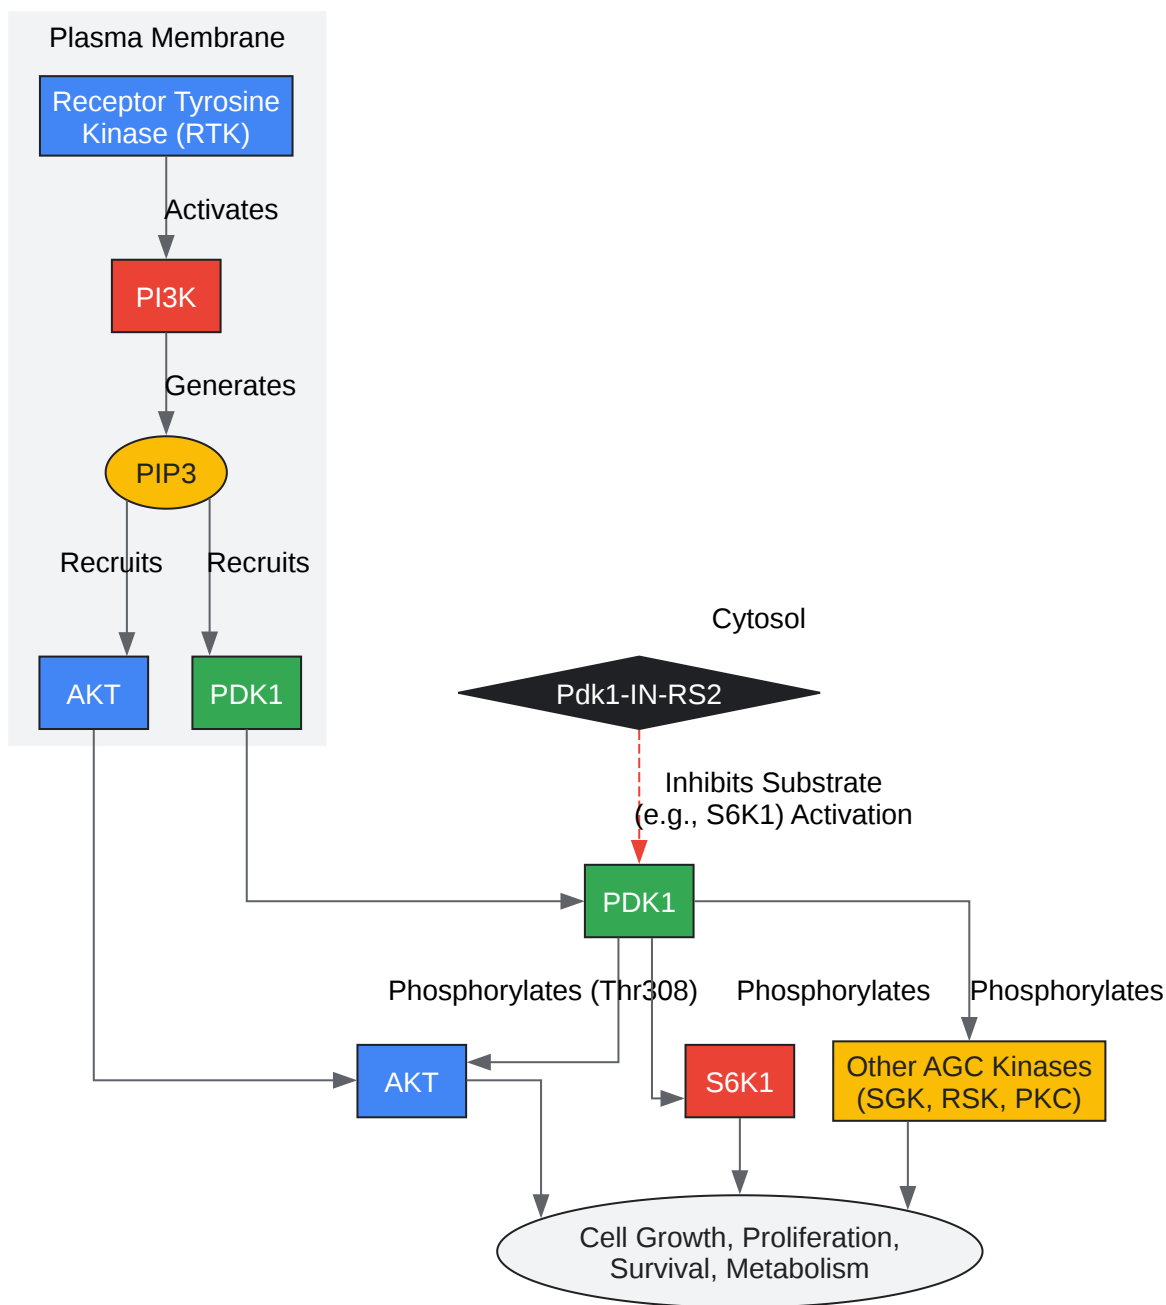 Plasma Membrane
Receptor Tyrosine
Kinase (RTK)
Activates
PI3K
Generates
PIP3
Recruits
Recruits
AKT
PDK1
Cytosol
Pdk1-IN-RS2
Inhibits Substrate
(e.g., S6K1) Activation
PDK1
Phosphorylates (Thr308)
Phosphorylates
Phosphorylates
AKT
S6K1
Other AGC Kinases
(SGK, RSK, PKC)
Cell Growth, Proliferation,
Survival, Metabolism